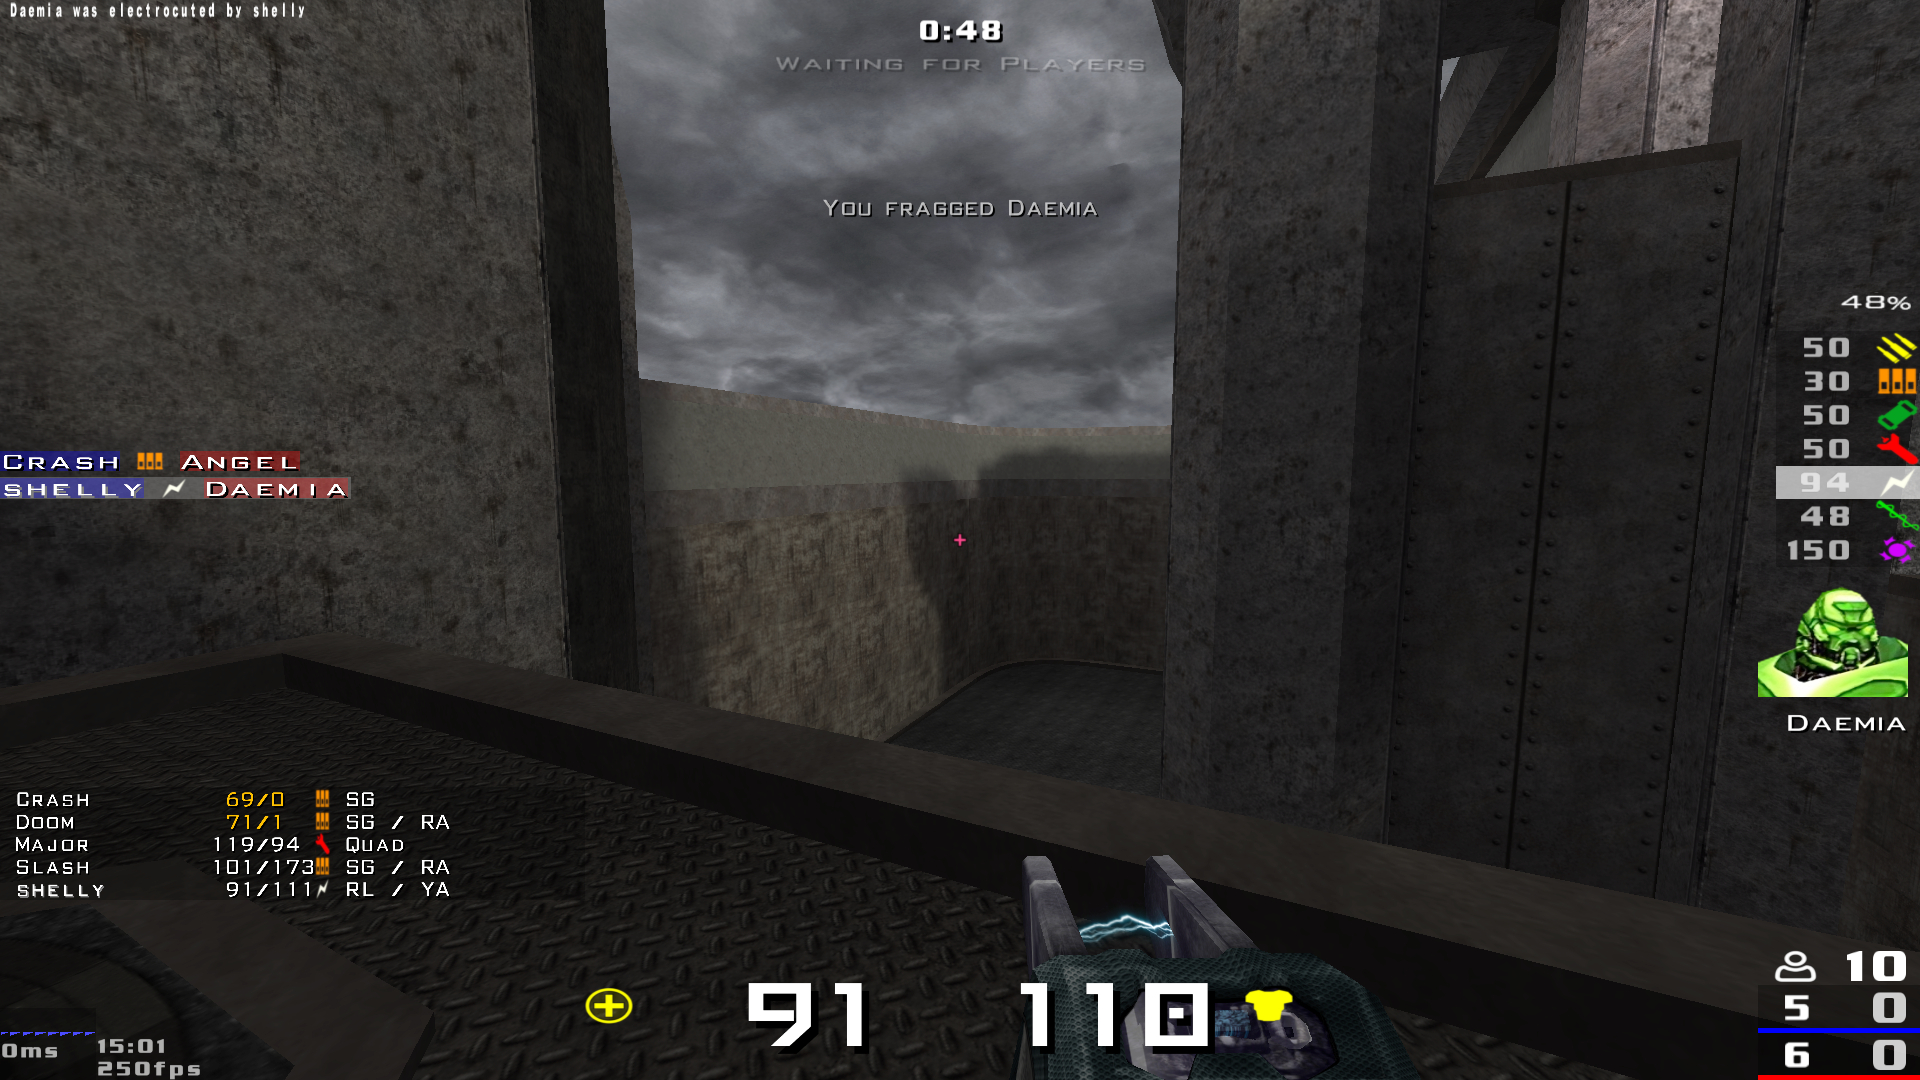 Daemia was electrocuted by shelly
0:48
Waiting for Players
You fragged Daemia
48%
50
30
50
50
94
48
150
Crash Angel
shelly Daemia
Daemia
Crash 69/0 SG
Doom 71/1 SG / RA
Major 119/94 Quad
Slash 101/173 SG / RA
shelly 91/111 RL / YA
91 110
10
5 0
6 0
0ms 15:01
250fps